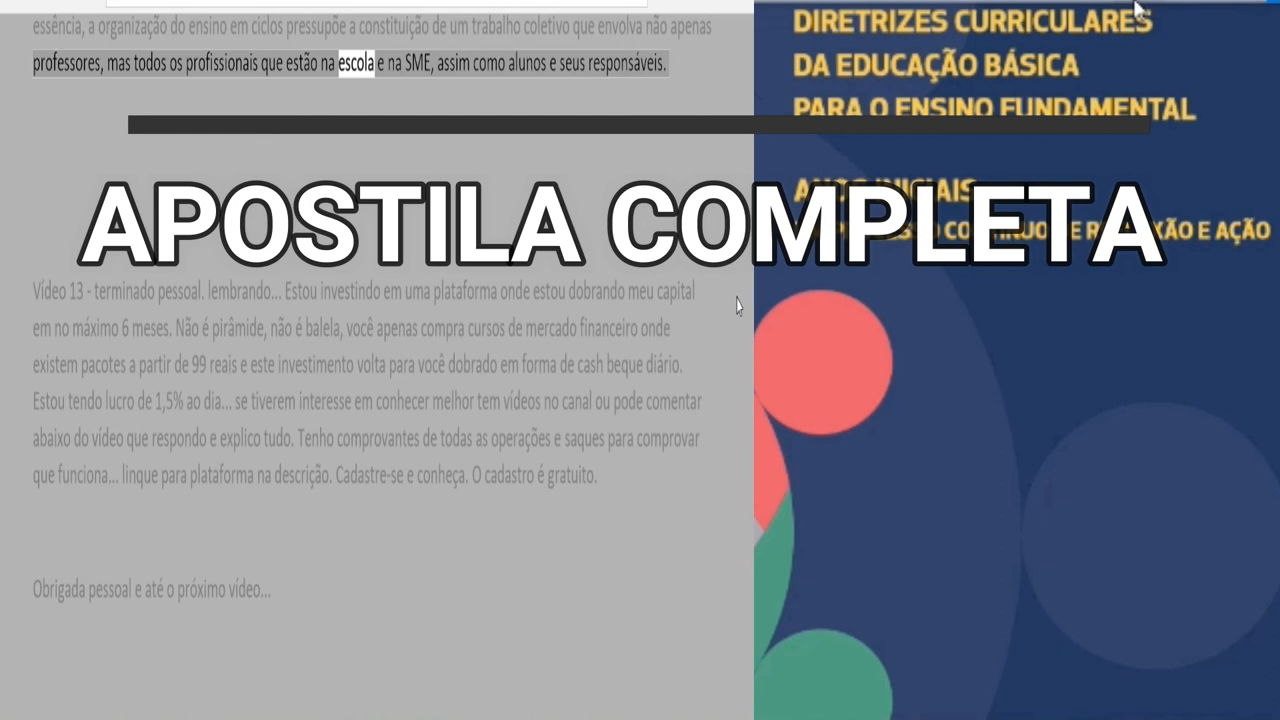 essência, a organização do ensino em ciclos pressupõe a constituição de um trabalho coletivo que envolva não apenas
professores, mas todos os profissionais que estão na escola e na SME, assim como alunos e seus responsáveis.
DIRETRIZES CURRICULARES
DA EDUCAÇÃO BÁSICA
PARA O ENSINO FUNDAMENTAL
ANOS INICIAIS
E AÇÃO
APOSTILA COMPLETA
Vídeo 13 - terminado pessoal. lembrando... Estou investindo em uma plataforma onde estou dobrando meu capital
em no máximo 6 meses. Não é pirâmide, não é balela, você apenas compra cursos de mercado financeiro onde
existem pacotes a partir de 99 reais e este investimento volta para você dobrado em forma de cash beque diário.
Estou tendo lucro de 1,5% ao dia... se tiverem interesse em conhecer melhor tem vídeos no canal ou pode comentar
abaixo do vídeo que respondo e explico tudo. Tenho comprovantes de todas as operações e saques para comprovar
que funciona... linque para plataforma na descrição. Cadastre-se e conheça. O cadastro é gratuito.
Obrigada pessoal e até o próximo vídeo...